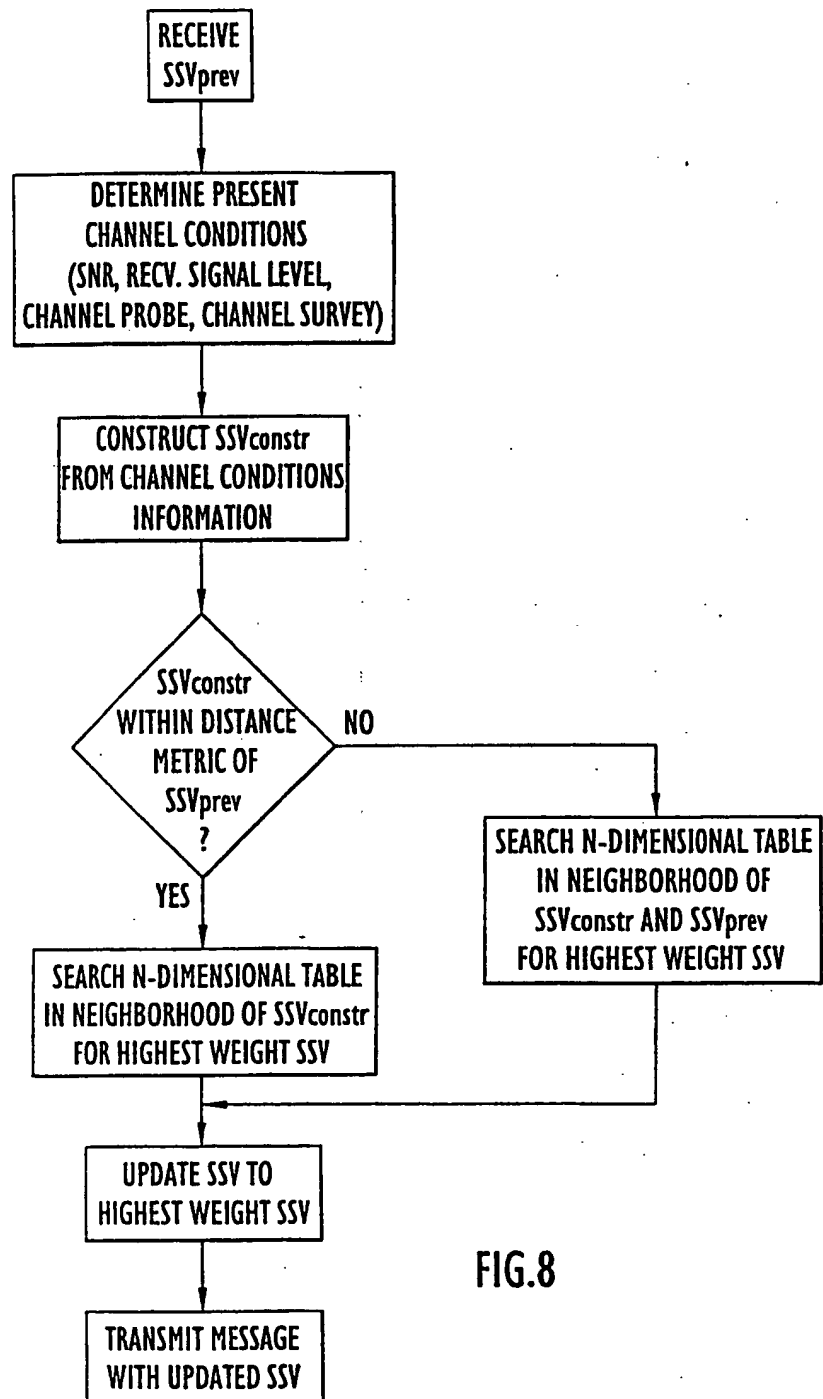 RECEIVE
SSVprev
DETERMINE PRESENT
CHANNEL CONDITIONS
(SNR, RECV. SIGNAL LEVEL,
CHANNEL PROBE, CHANNEL SURVEY)
CONSTRUCT SSVconstr
FROM CHANNEL CONDITIONS
INFORMATION
SSVconstr
WITHIN DISTANCE
METRIC OF
SSVprev
?
NO
YES
SEARCH N-DIMENSIONAL TABLE
IN NEIGHBORHOOD OF
SSVconstr AND SSVprev
FOR HIGHEST WEIGHT SSV
SEARCH N-DIMENSIONAL TABLE
IN NEIGHBORHOOD OF SSVconstr
FOR HIGHEST WEIGHT SSV
UPDATE SSV TO
HIGHEST WEIGHT SSV
TRANSMIT MESSAGE
WITH UPDATED SSV
FIG.8